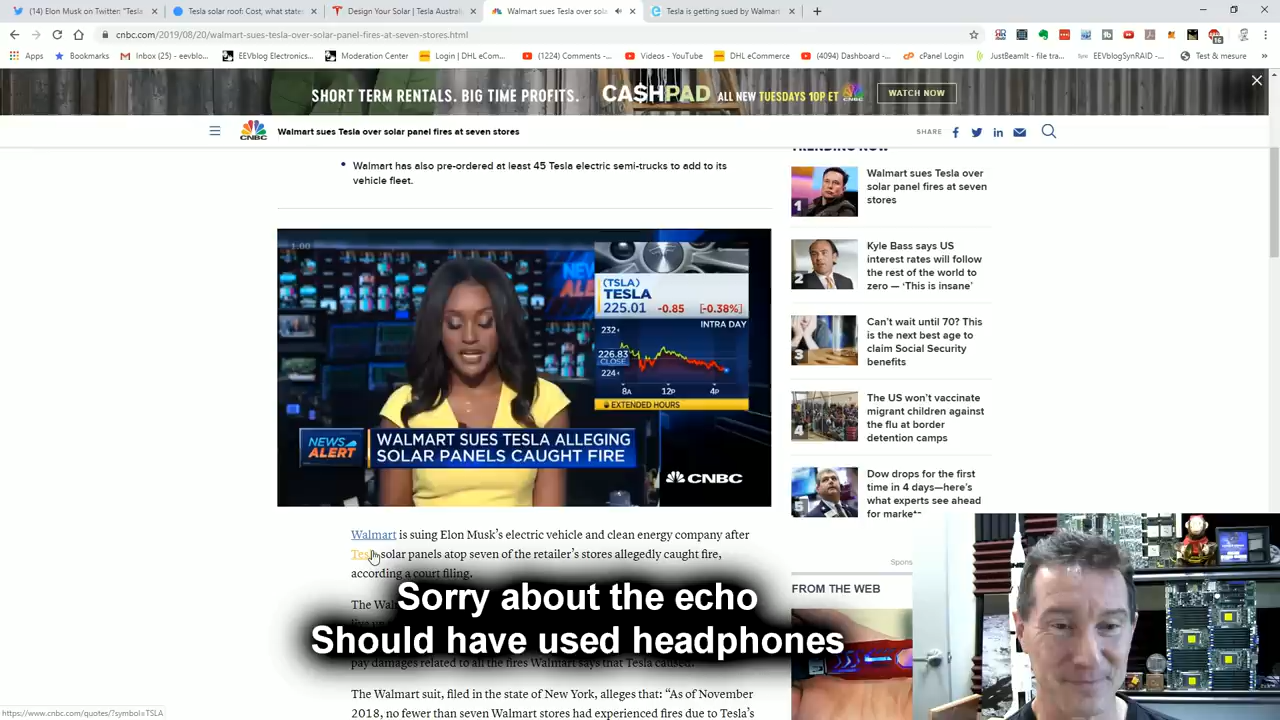 (14) Elon Musk on Twitter: "Tesla
Tesla solar roof: Cost, what state
Design Your Solar | Tesla Austral
Walmart sues Tesla over sola
Tesla is getting sued by Walmart
cnbc.com/2019/08/20/walmart-sues-tesla-over-solar-panel-fires-at-seven-stores.html
Apps
Bookmarks
Inbox (25) - eevblo...
EEVblog Electronic...
Login | DHL eCom...
(1224) Comments -...
Videos - YouTube
DHL eCommerce
(4094) Dashboard -...
cPanel Login
JustBeamIt - file tra...
EEVBlogSynRAID -...
Test & mesure
SHORT TERM RENTALS. BIG TIME PROFITS.
CA$HPAD
ALL NEW TUESDAYS 10P ET
WATCH NOW
CNBC
Walmart sues Tesla over solar panel fires at seven stores
SHARE
Walmart has also pre-ordered at least 45 Tesla electric semi-trucks to add to its
vehicle fleet.
1:00
NEW
ALERT
(TSLA)
TESLA
225.01 -0.85 [-0.38%]
INTRA DAY
232
226.83
CLOSE
224
8A 12P 4P
EXTENDED HOURS
NEWS
ALERT
WALMART SUES TESLA ALLEGING
SOLAR PANELS CAUGHT FIRE
CNBC
Walmart is suing Elon Musk's electric vehicle and clean energy company after
Tesla solar panels atop seven of the retailer's stores allegedly caught fire,
according a court filing.
The Wal
Sorry about the echo
Should have used headphones
pay damages related to all the fires Walmart says that Tesla caused.
The Walmart suit, filed in the state of New York, alleges that: "As of November
2018, no fewer than seven Walmart stores had experienced fires due to Tesla's
TRENDING NOW
1
Walmart sues Tesla over
solar panel fires at seven
stores
2
Kyle Bass says US
interest rates will follow
the rest of the world to
zero — 'This is insane'
3
Can't wait until 70? This
is the next best age to
claim Social Security
benefits
4
The US won't vaccinate
migrant children against
the flu at border
detention camps
5
Dow drops for the first
time in 4 days—here's
what experts see ahead
for markets
Spons
FROM THE WEB
https://www.cnbc.com/quotes/?symbol=TSLA